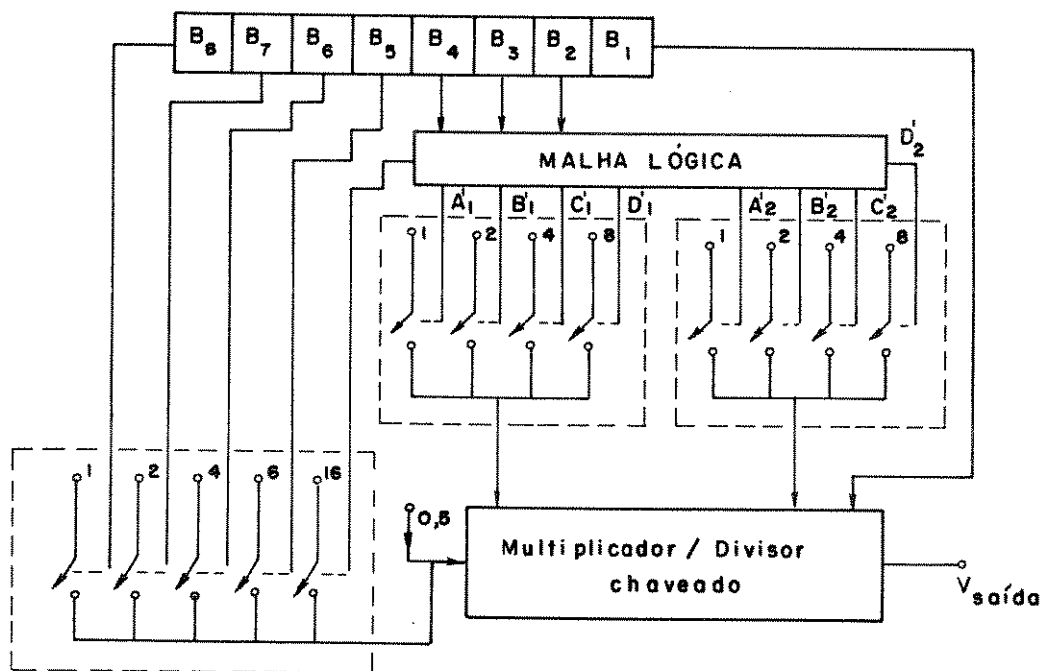 B8 B7 B6 B5 B4 B3 B2 B1
MALHA LÓGICA
D'2
A'1 B'1 C'1 D'1 A'2 B'2 C'2
1 2 4 8
1 2 4 8
1 2 4 6 16
0,5
Multiplicador / Divisor
chaveado
Vsaída